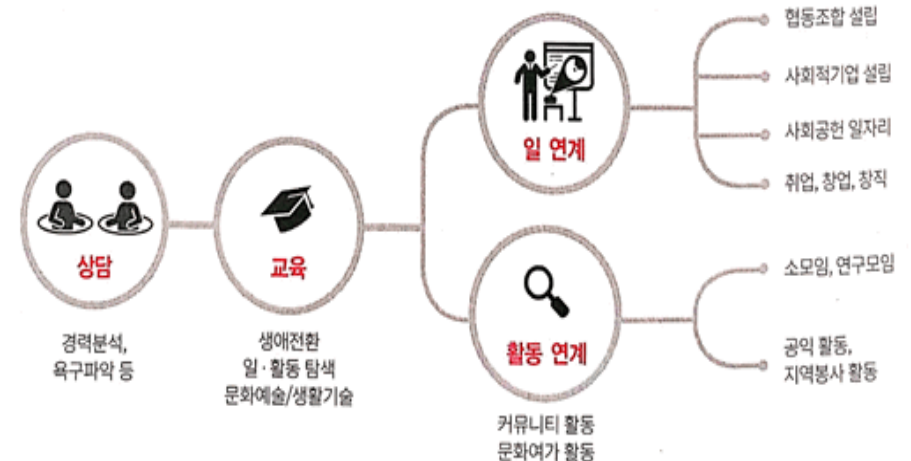 상담
경력분석,
욕구파악 등
교육
생애전환
일·활동 탐색
문화예술/생활기술
일 연계
협동조합 설립
사회적기업 설립
사회공헌 일자리
취업, 창업, 창직
활동 연계
커뮤니티 활동
문화여가 활동
소모임, 연구모임
공익 활동,
지역봉사 활동